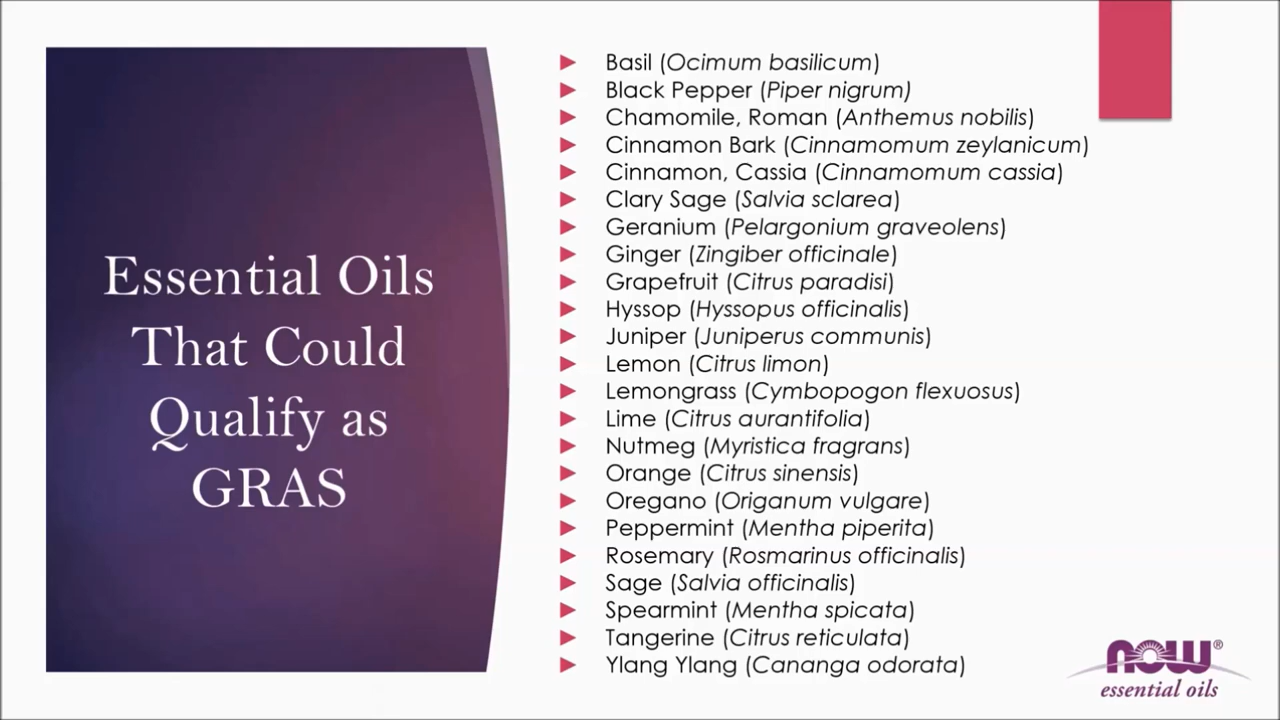 Essential Oils
That Could
Qualify as
GRAS
► Basil (Ocimum basilicum)
► Black Pepper (Piper nigrum)
► Chamomile, Roman (Anthemus nobilis)
► Cinnamon Bark (Cinnamomum zeylanicum)
► Cinnamon, Cassia (Cinnamomum cassia)
► Clary Sage (Salvia sclarea)
► Geranium (Pelargonium graveolens)
► Ginger (Zingiber officinale)
► Grapefruit (Citrus paradisi)
► Hyssop (Hyssopus officinalis)
► Juniper (Juniperus communis)
► Lemon (Citrus limon)
► Lemongrass (Cymbopogon flexuosus)
► Lime (Citrus aurantifolia)
► Nutmeg (Myristica fragrans)
► Orange (Citrus sinensis)
► Oregano (Origanum vulgare)
► Peppermint (Mentha piperita)
► Rosemary (Rosmarinus officinalis)
► Sage (Salvia officinalis)
► Spearmint (Mentha spicata)
► Tangerine (Citrus reticulata)
► Ylang Ylang (Cananga odorata)
now®
essential oils